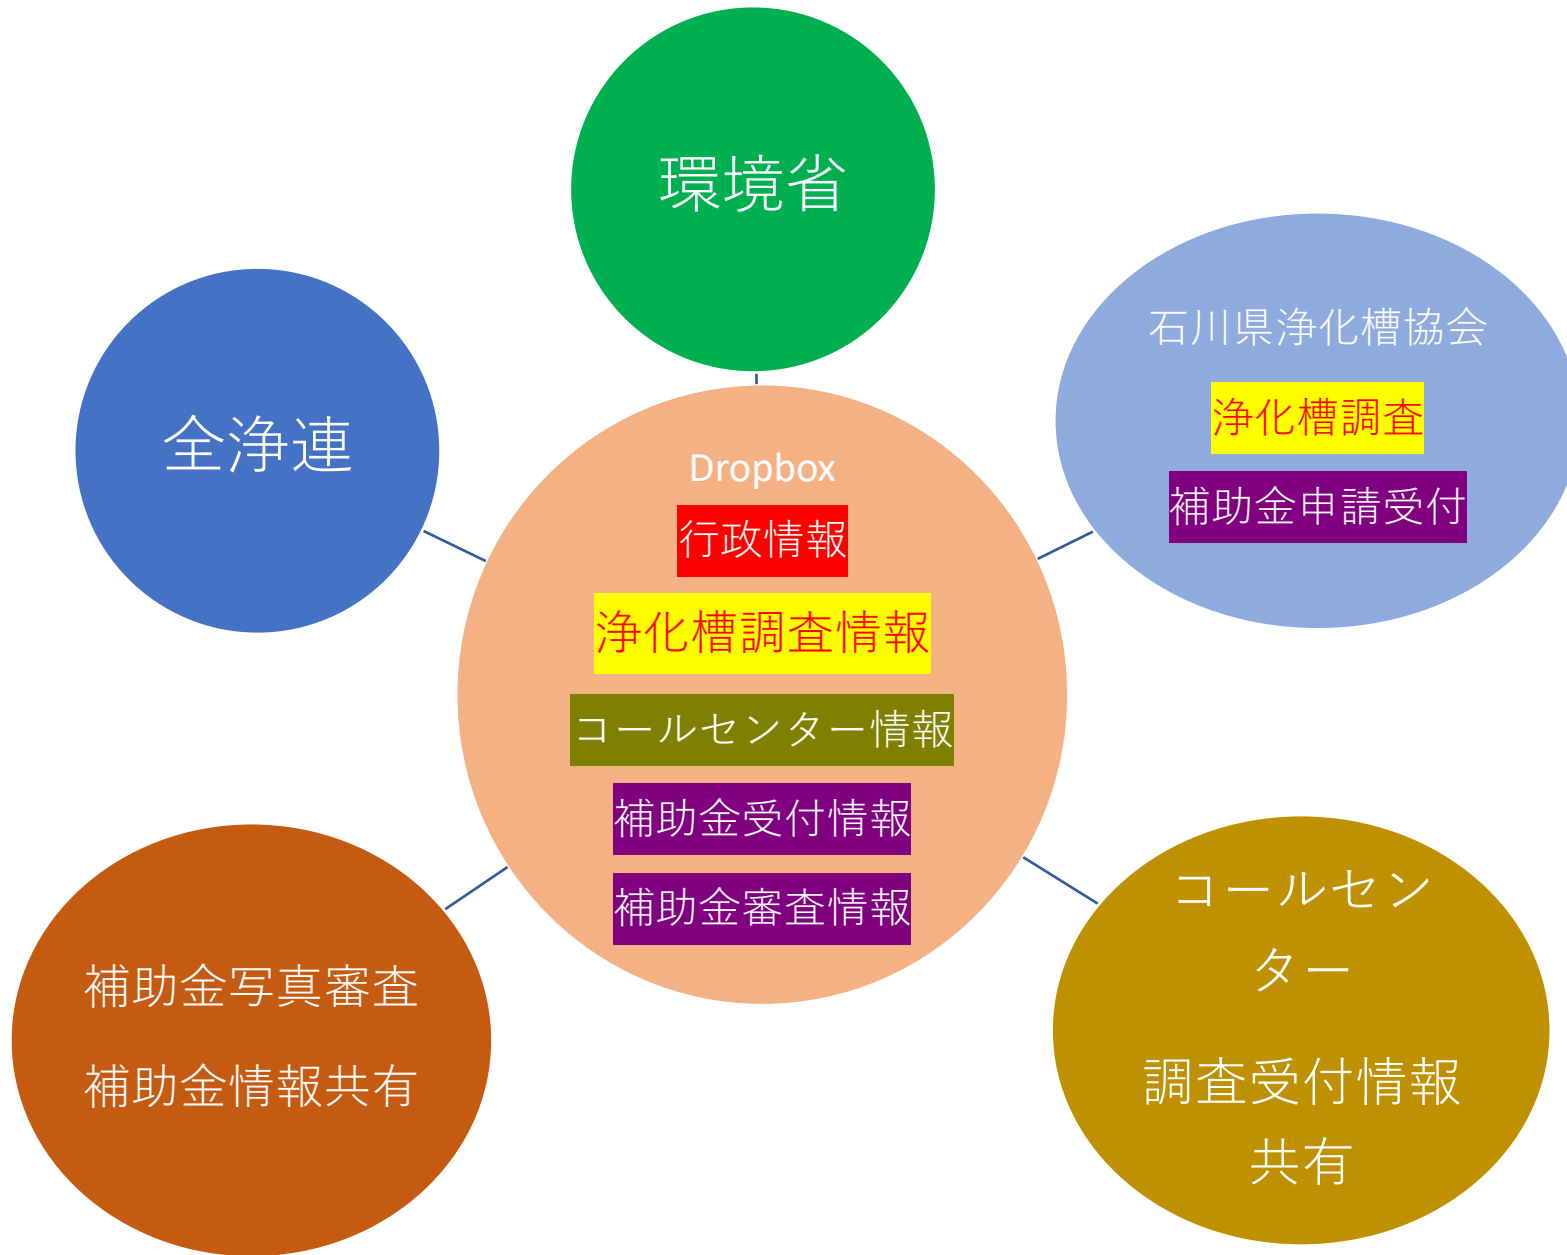 環境省
全浄連
石川県浄化槽協会
浄化槽調査
補助金申請受付
Dropbox
行政情報
浄化槽調査情報
コールセンター情報
補助金受付情報
補助金審査情報
補助金写真審査
補助金情報共有
コールセン
ター
調査受付情報
共有